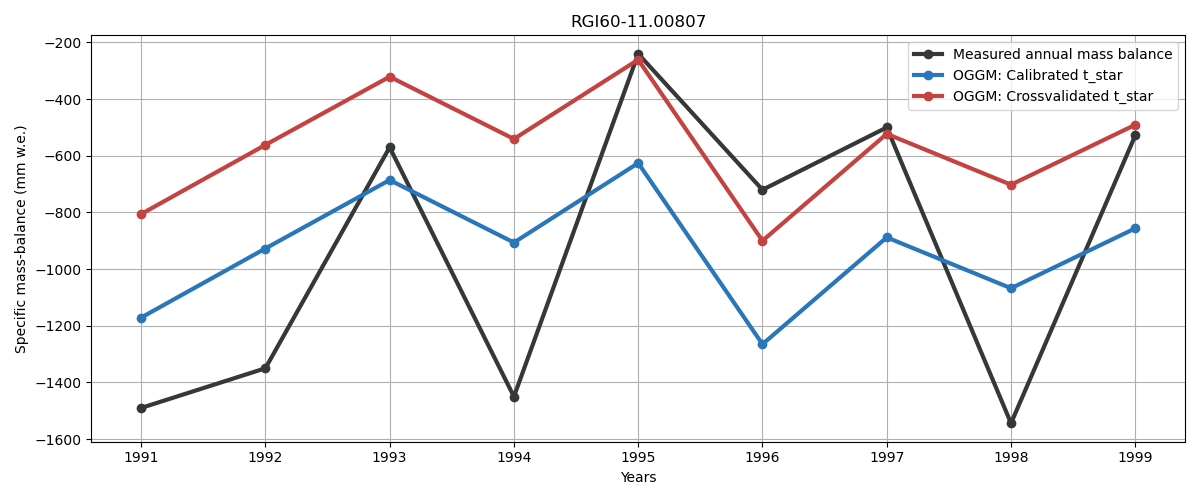 RGI60-11.00807
Measured annual mass balance
OGGM: Calibrated t_star
OGGM: Crossvalidated t_star
Specific mass-balance (mm w.e.)
−200
−400
−600
−800
−1000
−1200
−1400
−1600
1991 1992 1993 1994 1995 1996 1997 1998 1999
Years